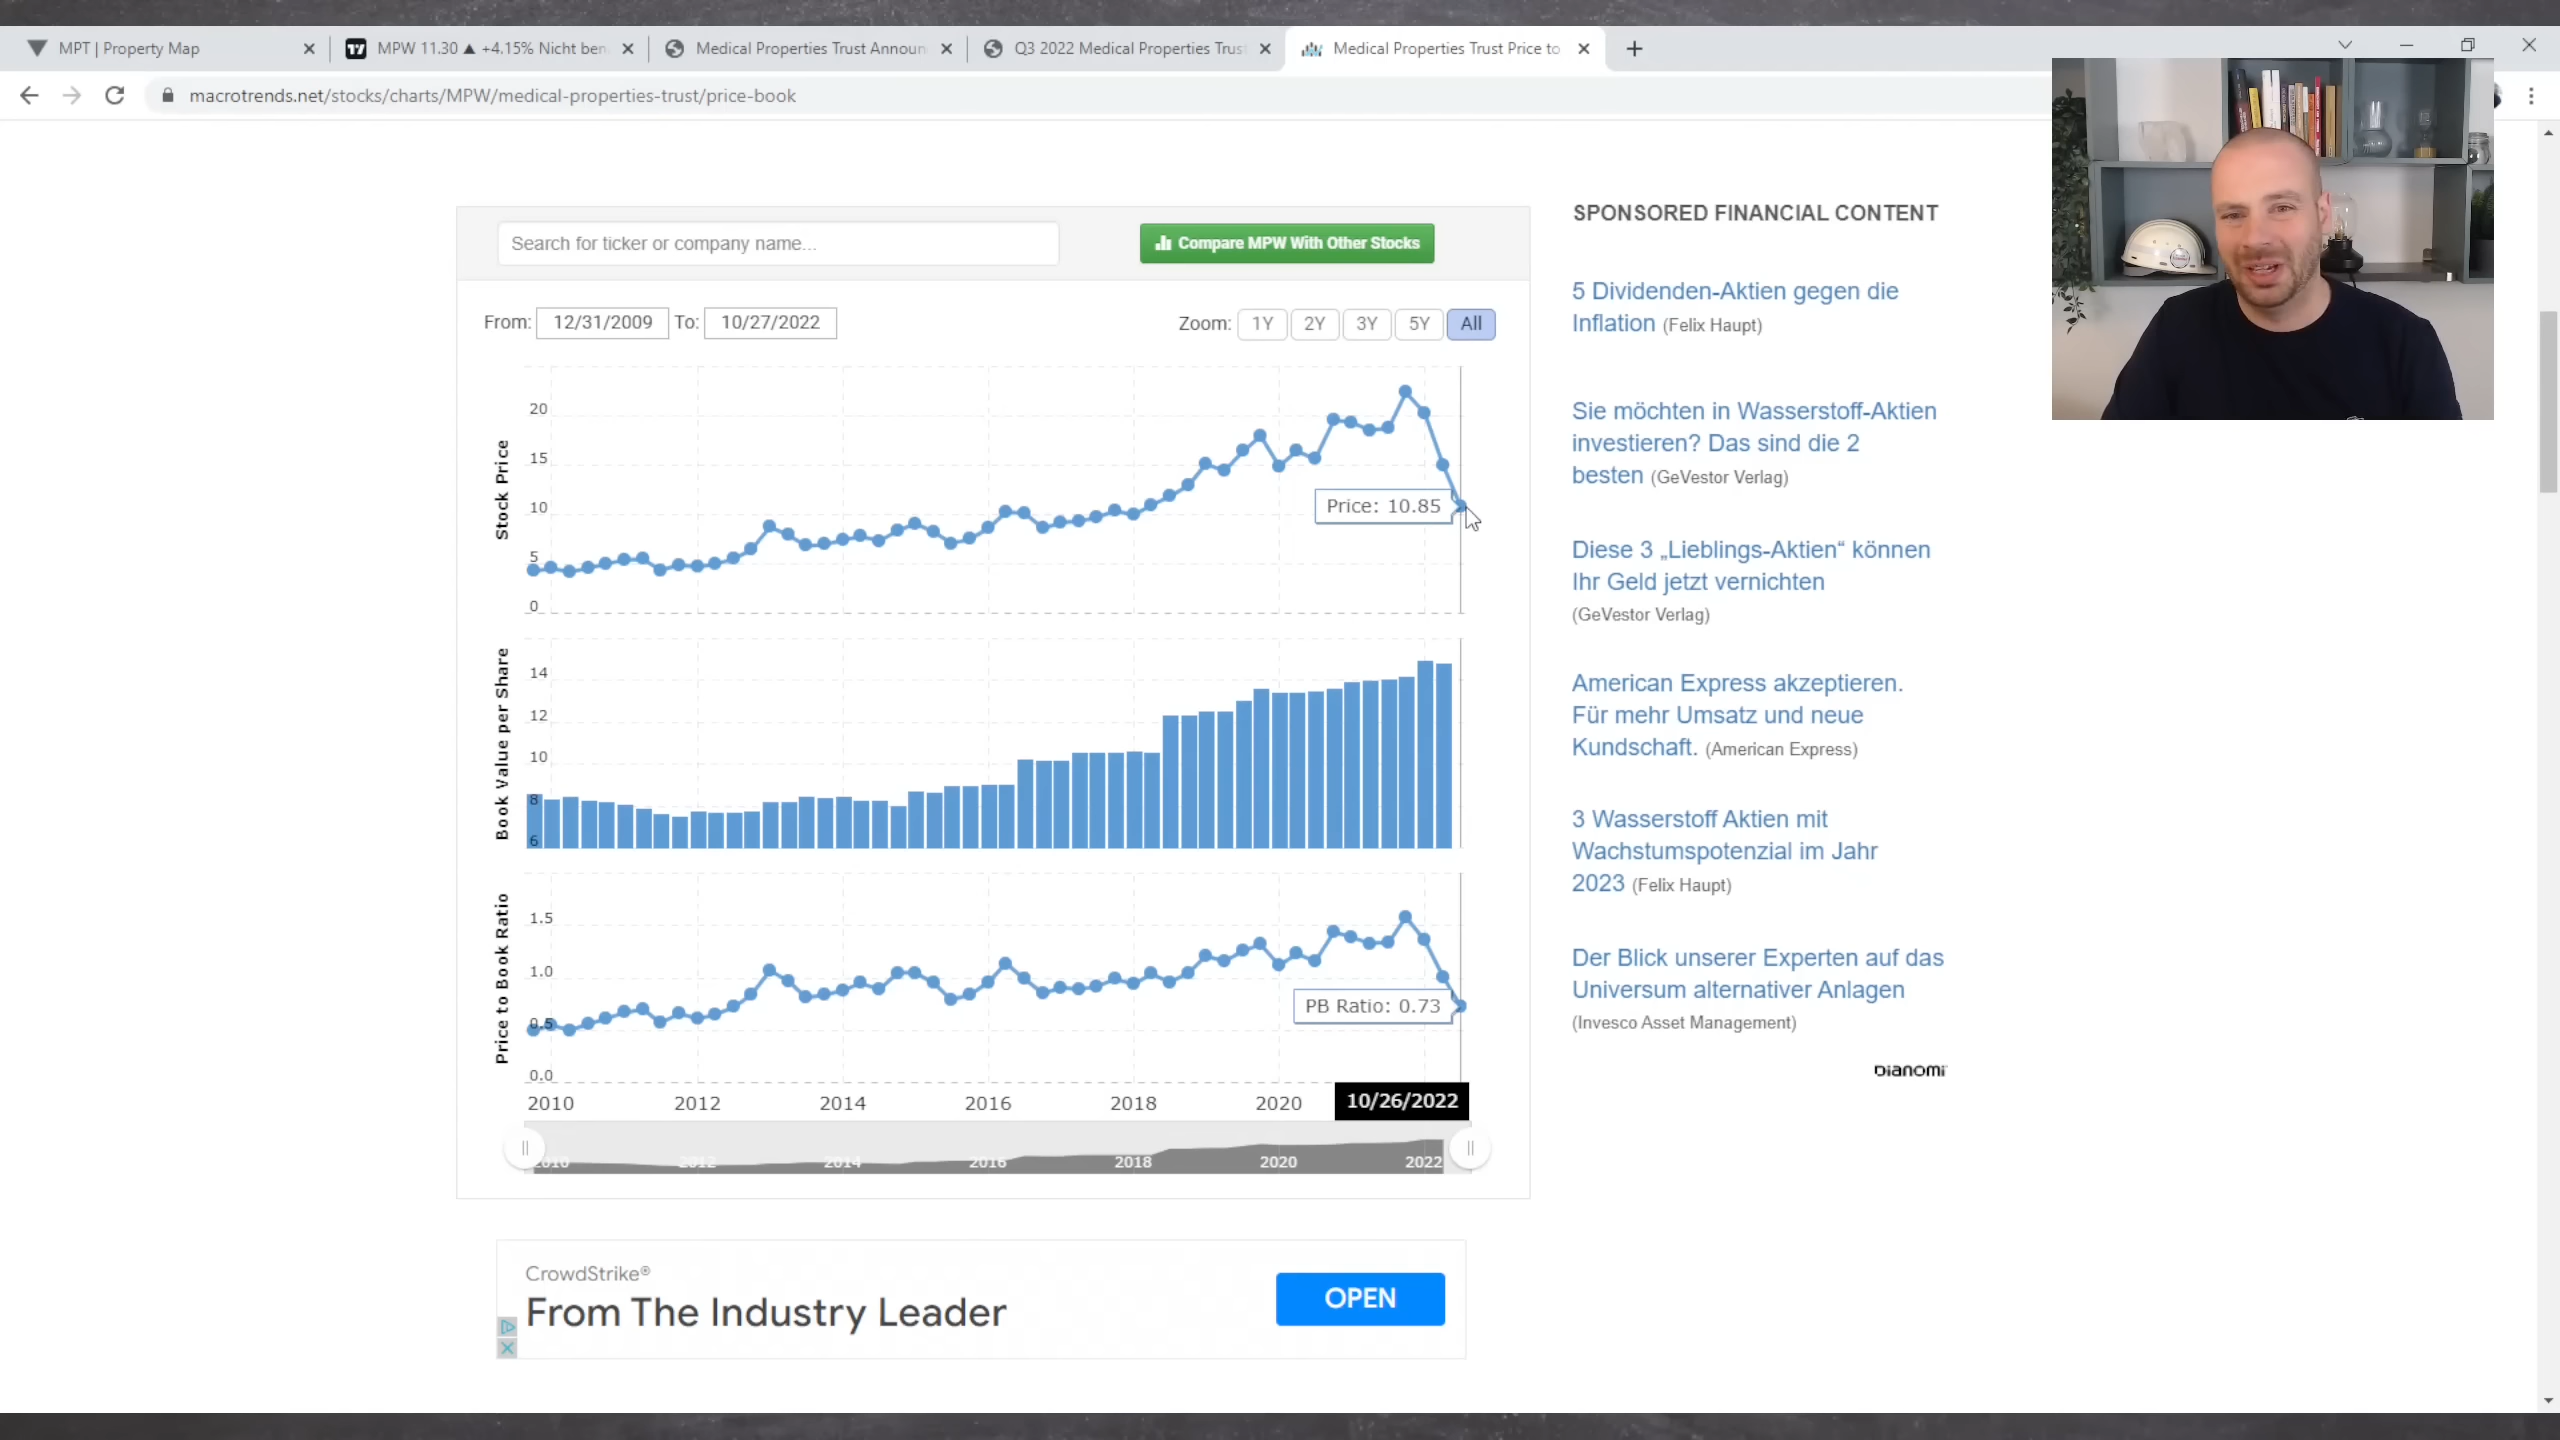 MPT | Property Map
MPW 11.30 ▲ +4.15% Nicht ben
Medical Properties Trust Announ
Q3 2022 Medical Properties Trus
Medical Properties Trust Price to
macrotrends.net/stocks/charts/MPW/medical-properties-trust/price-book
Search for ticker or company name...
Compare MPW With Other Stocks
From: 12/31/2009 To: 10/27/2022
Zoom: 1Y 2Y 3Y 5Y All
Stock Price
20
15
10
5
0
Price: 10.85
Book Value per Share
14
12
10
8
6
Price to Book Ratio
1.5
1.0
0.5
0.0
PB Ratio: 0.73
2010 2012 2014 2016 2018 2020 10/26/2022
2010 2012 2014 2016 2018 2020 2022
CrowdStrike®
From The Industry Leader
OPEN
SPONSORED FINANCIAL CONTENT
5 Dividenden-Aktien gegen die
Inflation (Felix Haupt)
Sie möchten in Wasserstoff-Aktien
investieren? Das sind die 2
besten (GeVestor Verlag)
Diese 3 „Lieblings-Aktien“ können
Ihr Geld jetzt vernichten
(GeVestor Verlag)
American Express akzeptieren.
Für mehr Umsatz und neue
Kundschaft. (American Express)
3 Wasserstoff Aktien mit
Wachstumspotenzial im Jahr
2023 (Felix Haupt)
Der Blick unserer Experten auf das
Universum alternativer Anlagen
(Invesco Asset Management)
DIANOMI